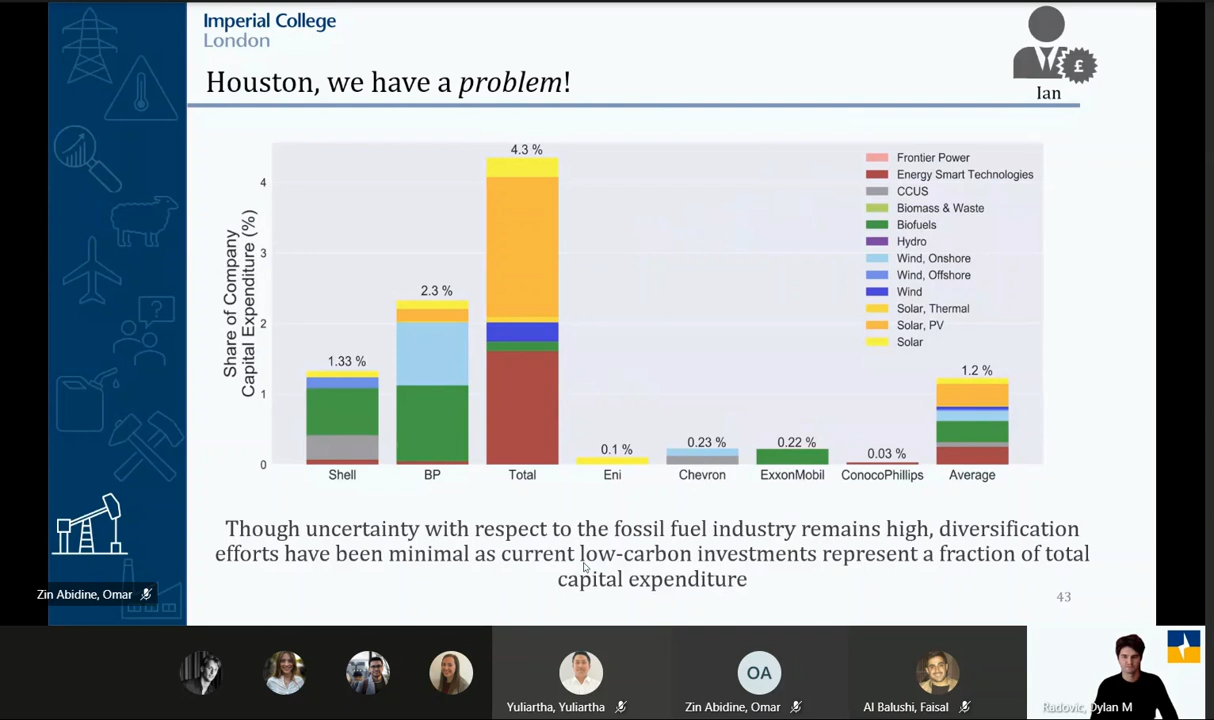 Imperial College
London
Houston, we have a problem!
£
Ian
Share of Company
Capital Expenditure (%)
4
3
2
1
0
1.33 %
2.3 %
4.3 %
0.1 %
0.23 %
0.22 %
0.03 %
1.2 %
Shell
BP
Total
Eni
Chevron
ExxonMobil
ConocoPhillips
Average
Frontier Power
Energy Smart Technologies
CCUS
Biomass & Waste
Biofuels
Hydro
Wind, Onshore
Wind, Offshore
Wind
Solar, Thermal
Solar, PV
Solar
Though uncertainty with respect to the fossil fuel industry remains high, diversification
efforts have been minimal as current low-carbon investments represent a fraction of total
capital expenditure
43
Zin Abidine, Omar
Yuliartha, Yuliartha
OA
Zin Abidine, Omar
Al Balushi, Faisal
Radovic, Dylan M